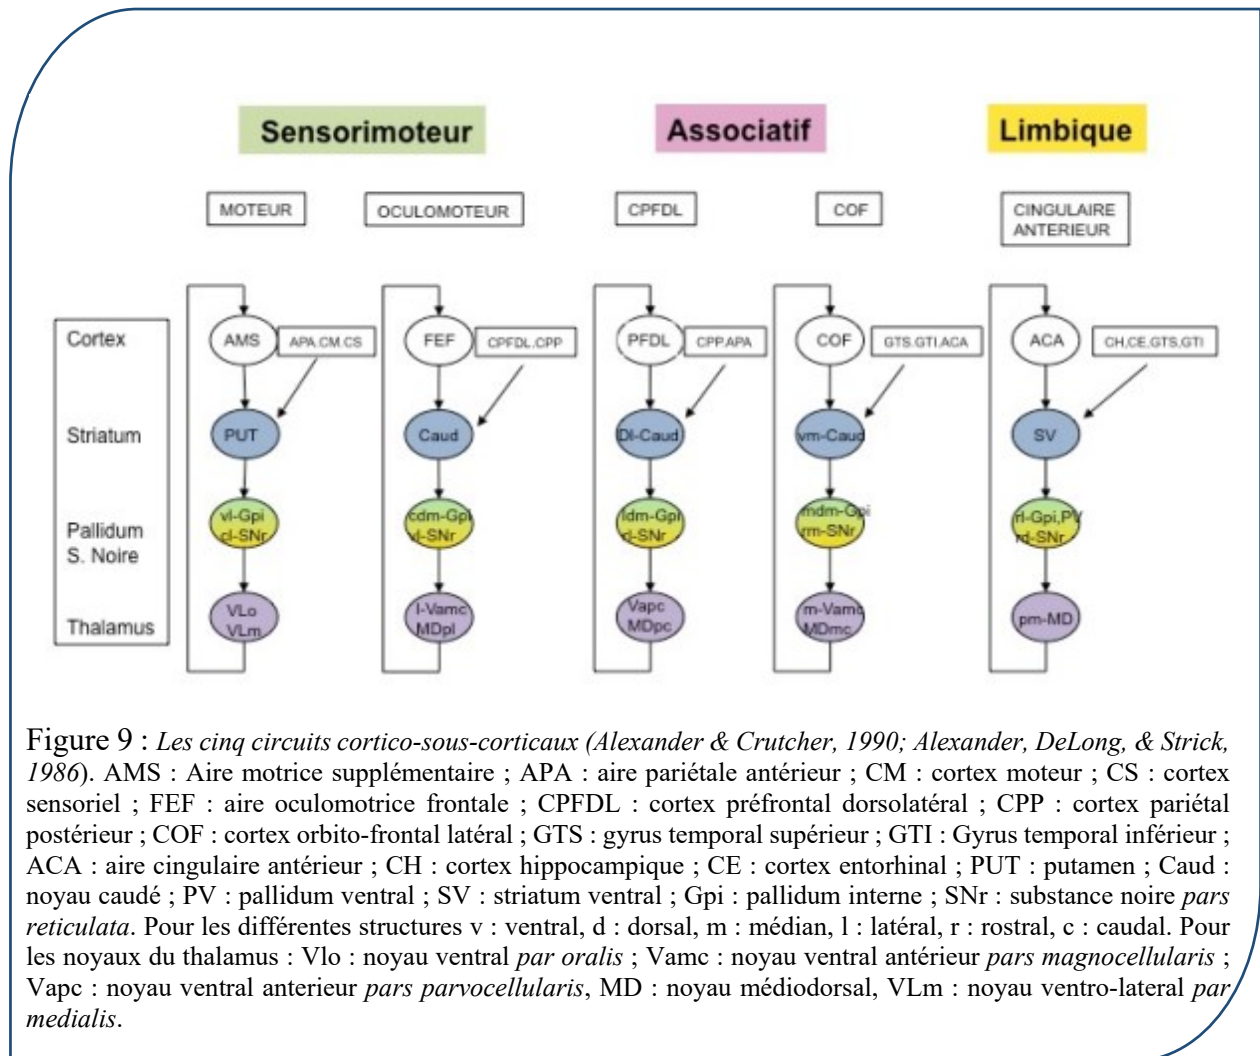 Sensorimoteur Associatif Limbique
MOTEUR OCULOMOTEUR CPFDL COF CINGULAIRE
ANTERIEUR
Cortex AMS APA.CM.CS FEF CPFDL.CPP PFDL CPP.APA COF GTS.GTI,ACA ACA CH,CE,GTS,GTI
Striatum PUT Caud Dl-Caud vm-Caud SV
Pallidum vl-Gpi cdm-Gpi ldm-Gpi mdm-Gpi rl-Gpi,PV
S. Noire cl-SNr vl-SNr rl-SNr rm-SNr rd-SNr
Thalamus VLo l-Vamc Vapc m-Vamc pm-MD
VLm MDpl MDpc MDmc
Figure 9 : Les cinq circuits cortico-sous-corticaux (Alexander & Crutcher, 1990; Alexander, DeLong, & Strick,
1986). AMS : Aire motrice supplémentaire ; APA : aire pariétale antérieur ; CM : cortex moteur ; CS : cortex
sensoriel ; FEF : aire oculomotrice frontale ; CPFDL : cortex préfrontal dorsolatéral ; CPP : cortex pariétal
postérieur ; COF : cortex orbito-frontal latéral ; GTS : gyrus temporal supérieur ; GTI : Gyrus temporal inférieur ;
ACA : aire cingulaire antérieur ; CH : cortex hippocampique ; CE : cortex entorhinal ; PUT : putamen ; Caud :
noyau caudé ; PV : pallidum ventral ; SV : striatum ventral ; Gpi : pallidum interne ; SNr : substance noire pars
reticulata. Pour les différentes structures v : ventral, d : dorsal, m : médian, l : latéral, r : rostral, c : caudal. Pour
les noyaux du thalamus : Vlo : noyau ventral par oralis ; Vamc : noyau ventral antérieur pars magnocellularis ;
Vapc : noyau ventral anterieur pars parvocellularis, MD : noyau médiodorsal, VLm : noyau ventro-lateral par
medialis.